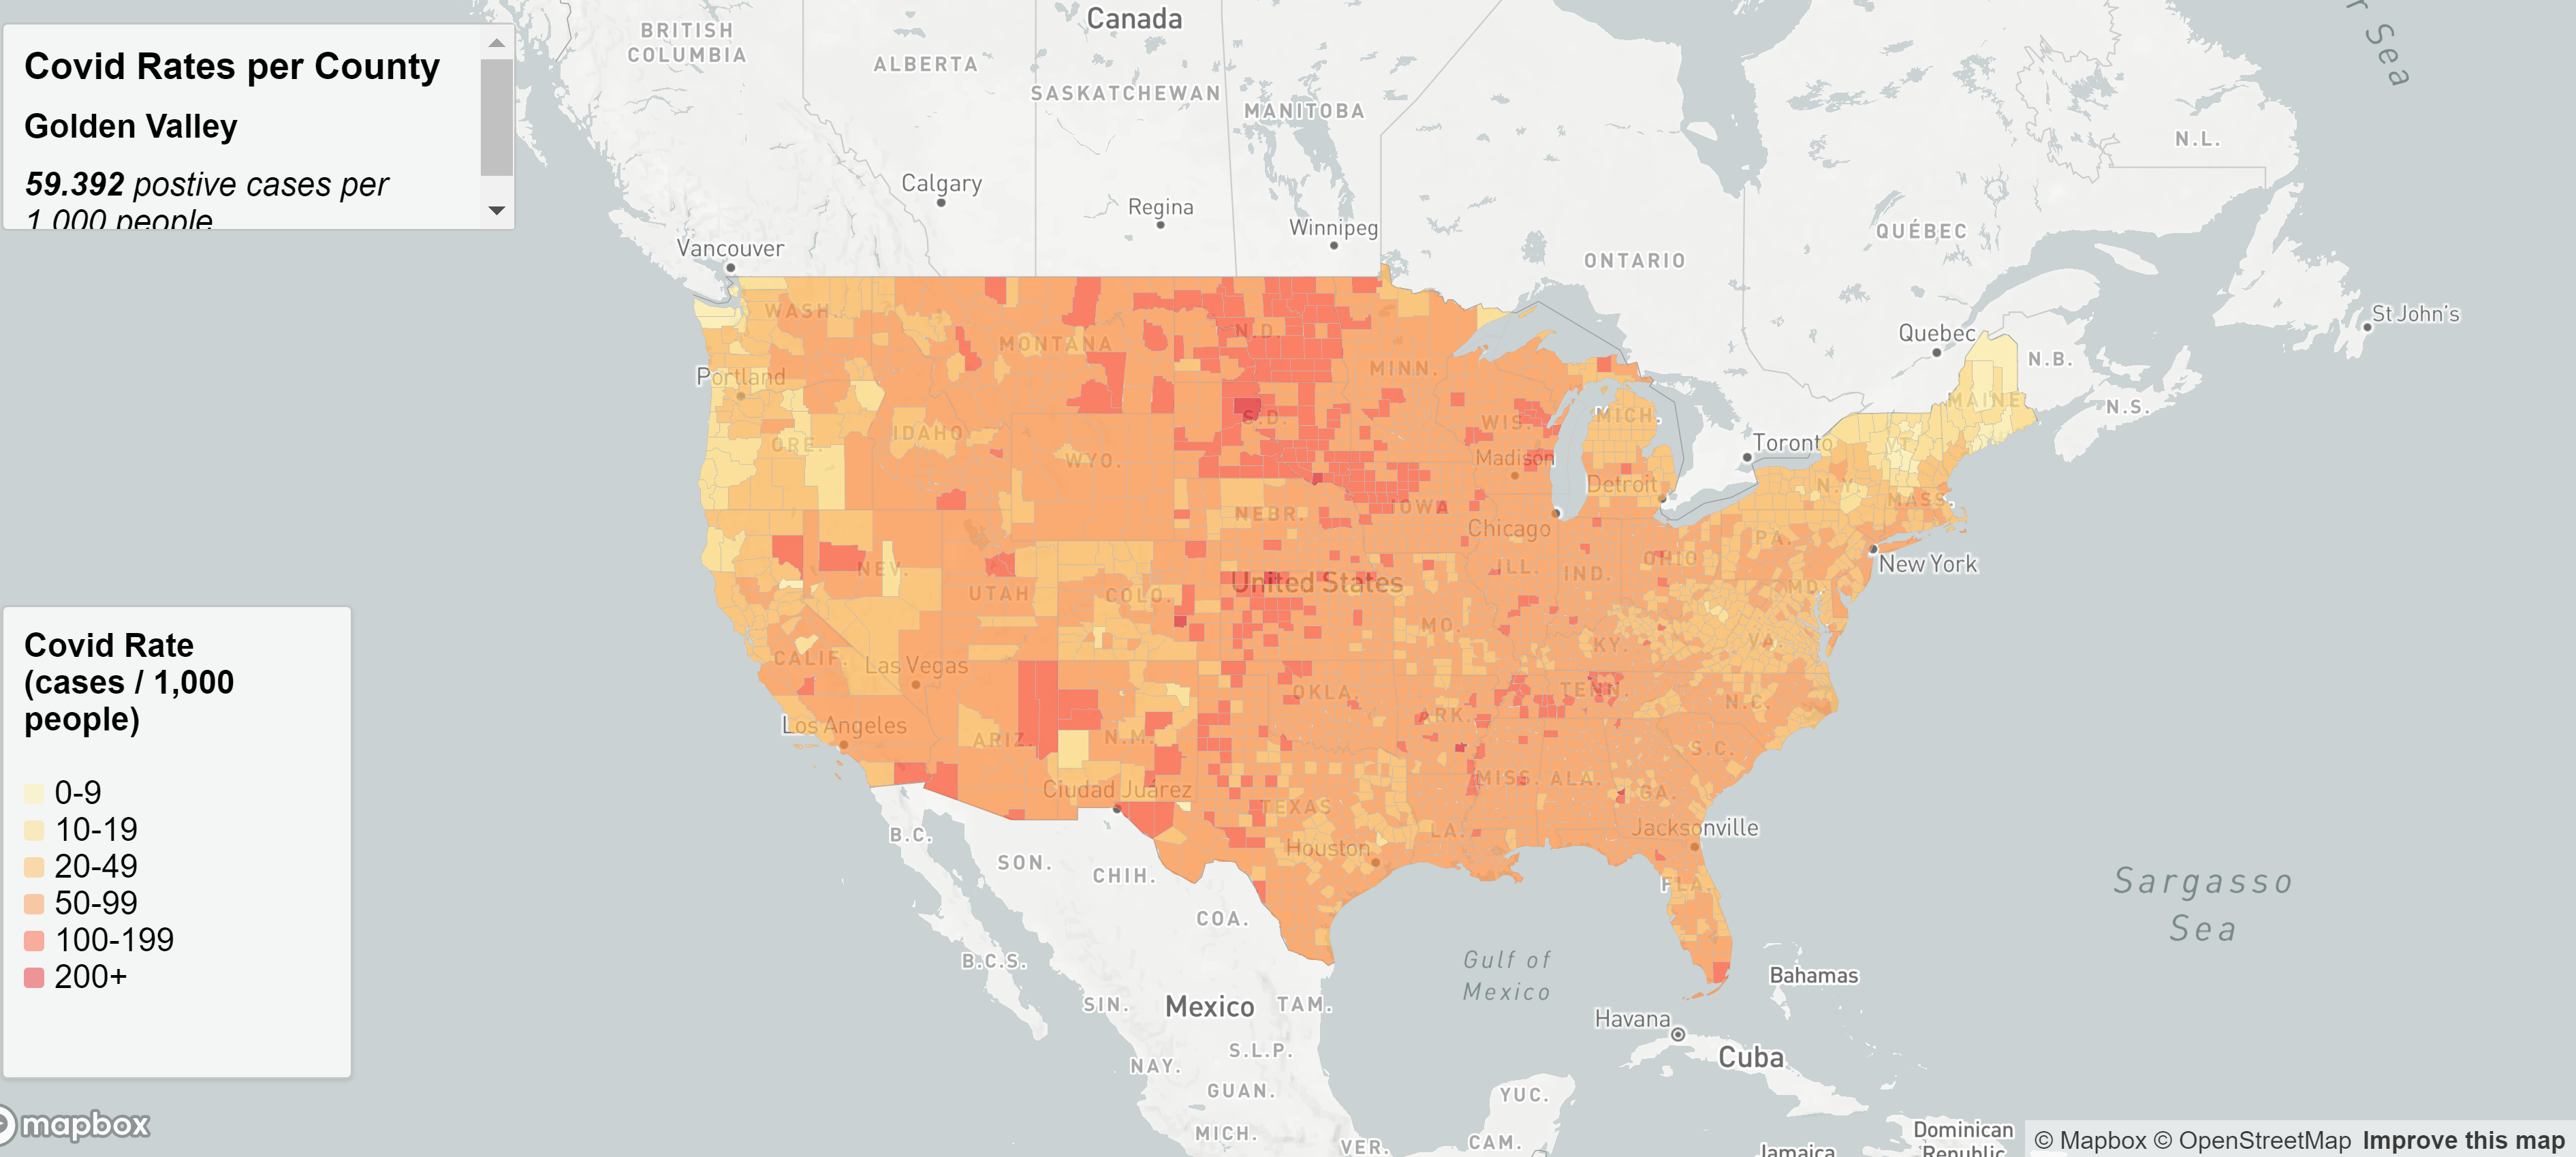 Covid Rates per County
Golden Valley
59.392 postive cases per
1,000 people
Covid Rate
(cases / 1,000
people)
0-9
10-19
20-49
50-99
100-199
200+
mapbox
Canada
BRITISH
COLUMBIA
ALBERTA
SASKATCHEWAN
MANITOBA
N.L.
Calgary
Regina
Winnipeg
QUÉBEC
Vancouver
ONTARIO
WASH.
St John's
N.D.
MONTANA
Quebec
N.B.
MINN.
Portland
MAINE
N.S.
S.D.
MICH.
WIS.
IDAHO
ORE.
Toronto
VT.
WYO.
Madison
Detroit
N.Y.
MASS.
NEBR.
IOWA
Chicago
PA.
OHIO
New York
NEV.
ILL.
IND.
United States
UTAH
COLO.
MD.
MO.
KY.
VA.
CALIF.
Las Vegas
OKLA.
TENN.
N.C.
Los Angeles
ARK.
ARIZ.
N.M.
S.C.
MISS.
ALA.
Ciudad Juárez
GA.
TEXAS
LA.
Jacksonville
B.C.
Houston
SON.
CHIH.
FLA.
Sargasso
Sea
COA.
B.C.S.
Gulf of
Mexico
Bahamas
SIN.
Mexico
TAM.
Havana
S.L.P.
Cuba
NAY.
GUAN.
YUC.
MICH.
VER.
CAM.
Dominican
Republic
Jamaica
r Sea
© Mapbox © OpenStreetMap Improve this map